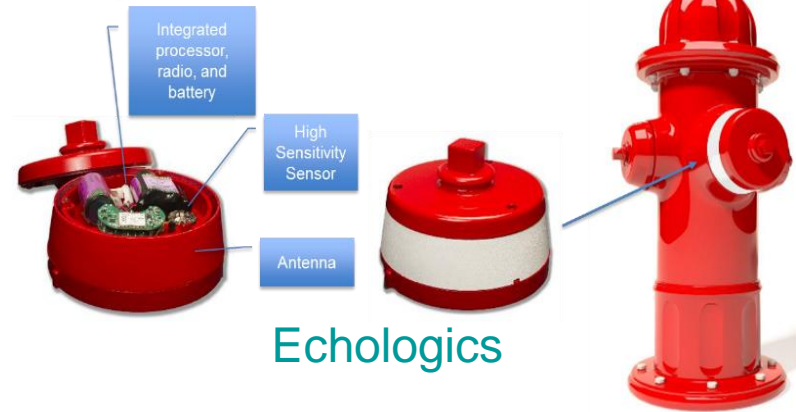 Integrated
processor,
radio, and
battery
High
Sensitivity
Sensor
Antenna
Echologics